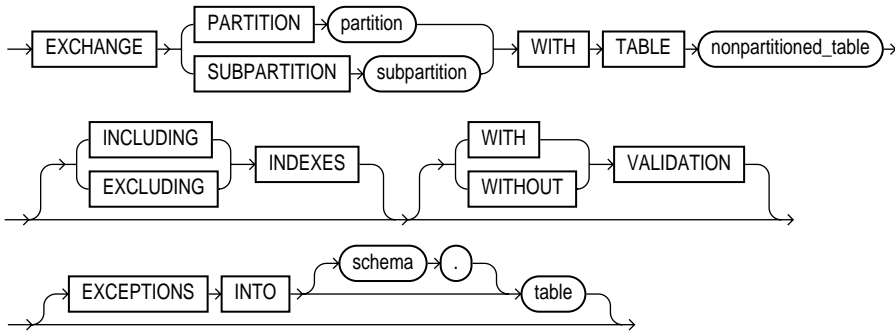 PARTITION partition
EXCHANGE WITH TABLE nonpartitioned_table
SUBPARTITION subpartition
INCLUDING WITH
INDEXES VALIDATION
EXCLUDING WITHOUT
schema .
EXCEPTIONS INTO table